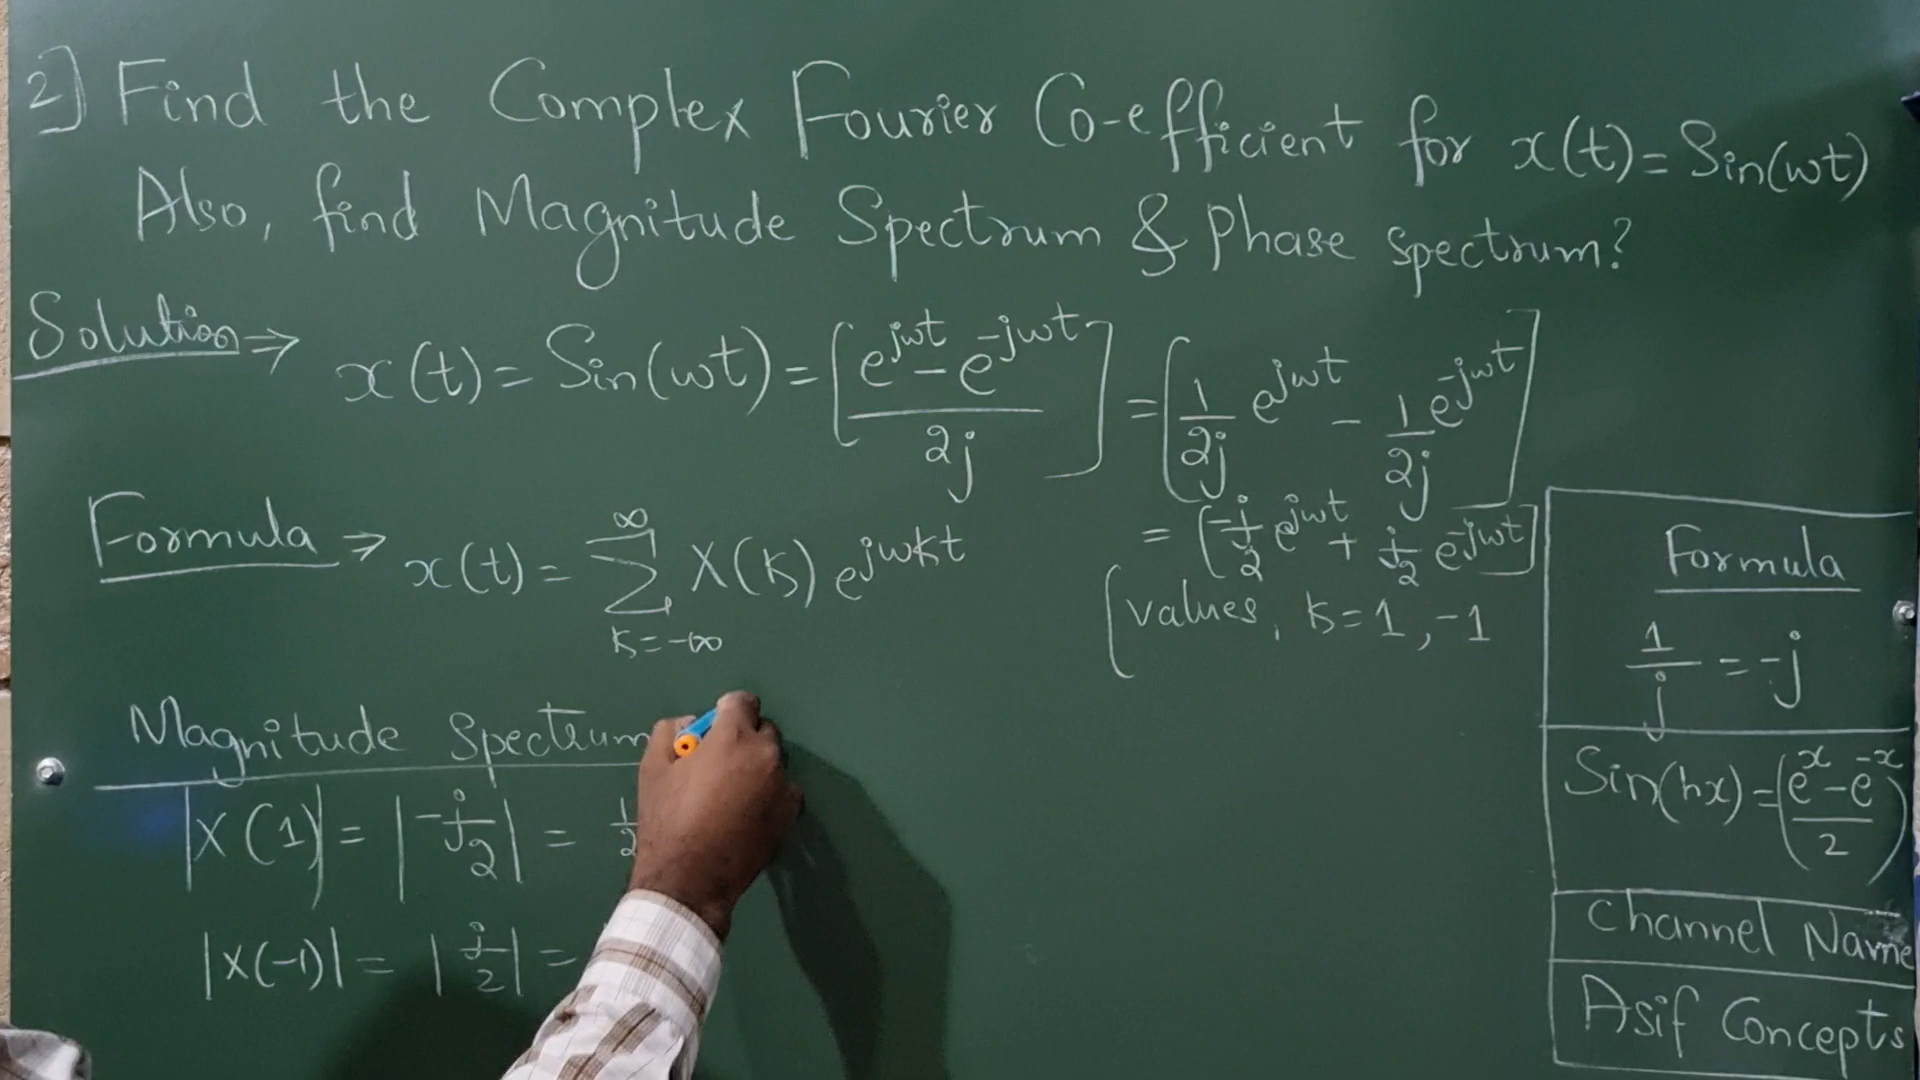 2] Find the Complex Fourier Co-efficient for x(t) = Sin(ωt)
Also, find Magnitude Spectrum & Phase spectrum?
Solution → x(t) = Sin(ωt) = [(e^{jωt} - e^{-jωt})/2j] = [1/2j e^{jωt} - 1/2j e^{-jωt}]
= [-j/2 e^{jωt} + j/2 e^{-jωt}]
Formula → x(t) = ∑_{k=-∞}^{∞} X(k) e^{jωkt}
[values, k=1, -1
Magnitude Spectrum
|X(1)| = |-j/2| = 1/2
|X(-1)| = |j/2| =
Formula
1/j = -j
Sin(hx) = ((e^x - e^{-x})/2)
Channel Name
Asif Concepts